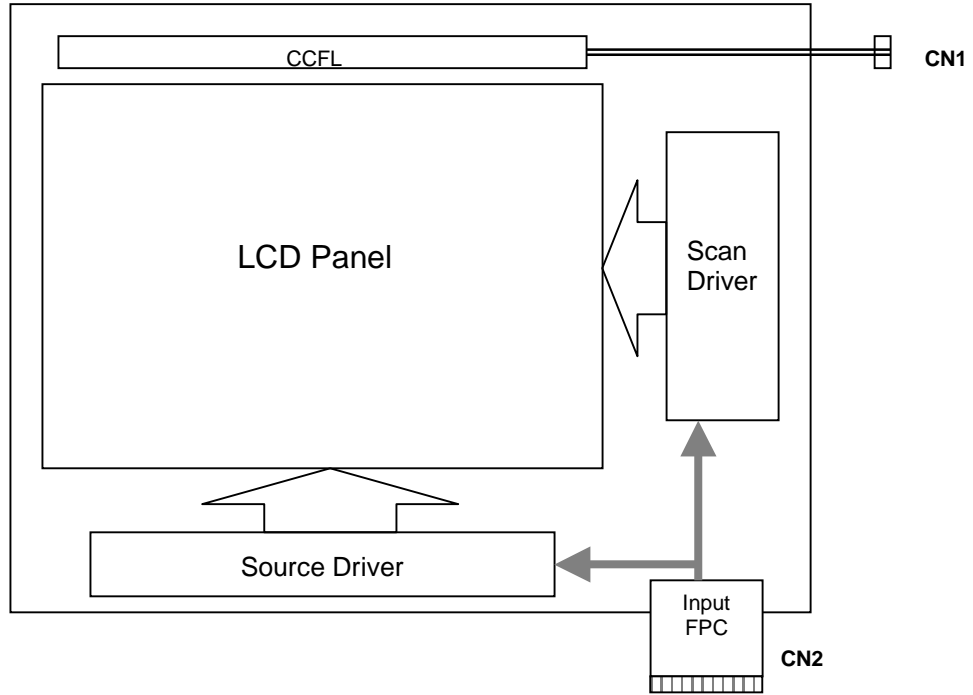 CCFL
CN1
LCD Panel
Scan
Driver
Source Driver
Input
FPC
CN2